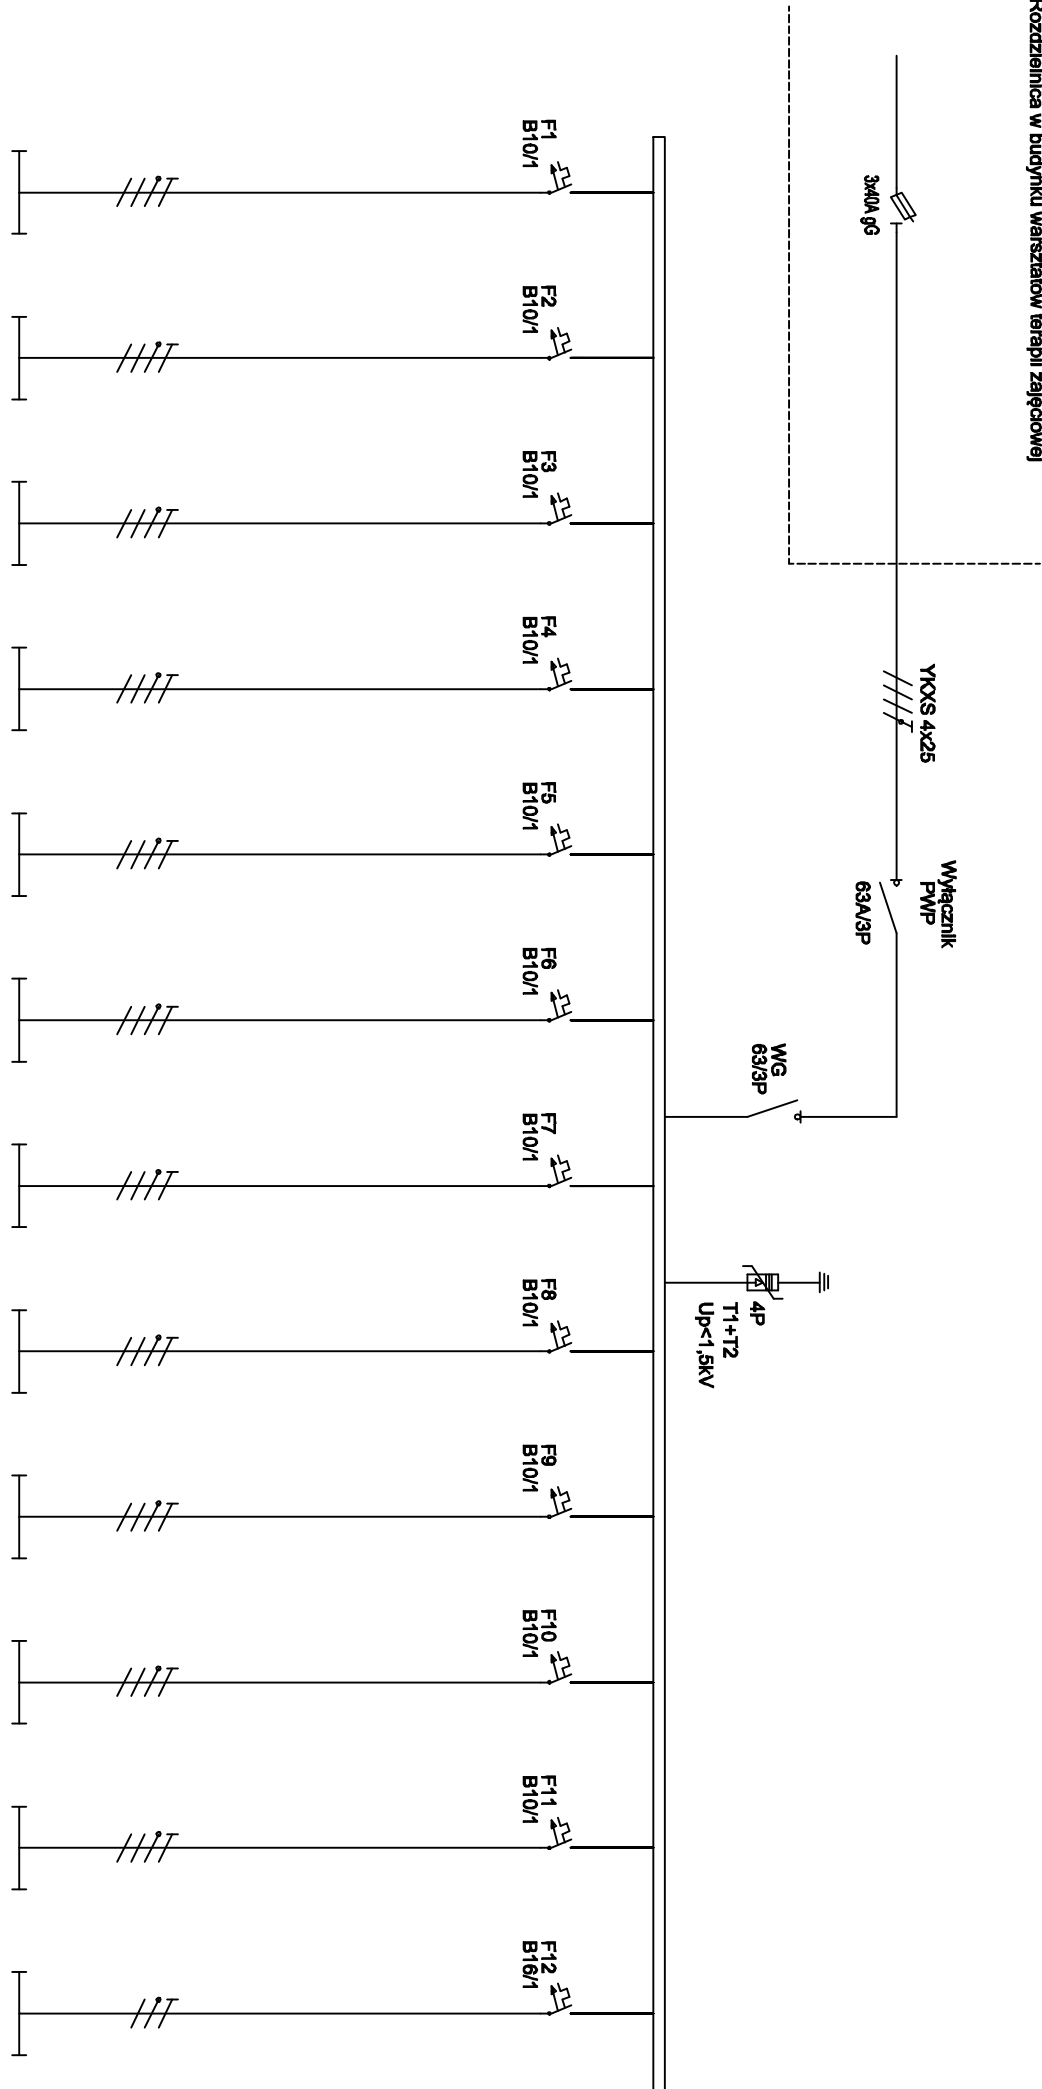 Rozdzielnica w budynku warsztatów terapii zajęciowej
3x40A gG
YKXS 4x25
Wyłącznik
PWP
63A/3P
WG
63/3P
4P
T1+T2
Up<1,5kV
F1
B10/1
F2
B10/1
F3
B10/1
F4
B10/1
F5
B10/1
F6
B10/1
F7
B10/1
F8
B10/1
F9
B10/1
F10
B10/1
F11
B10/1
F12
B16/1